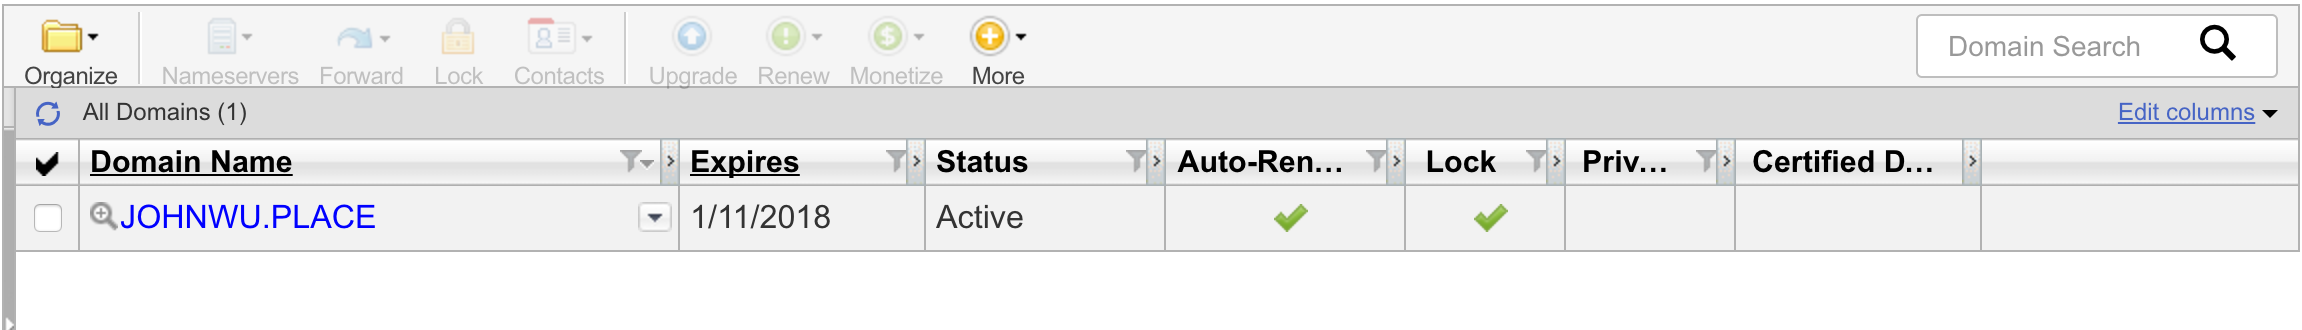 Organize Nameservers Forward Lock Contacts Upgrade Renew Monetize More Domain Search
All Domains (1) Edit columns
Domain Name Expires Status Auto-Ren... Lock Priv... Certified D...
JOHNWU.PLACE 1/11/2018 Active